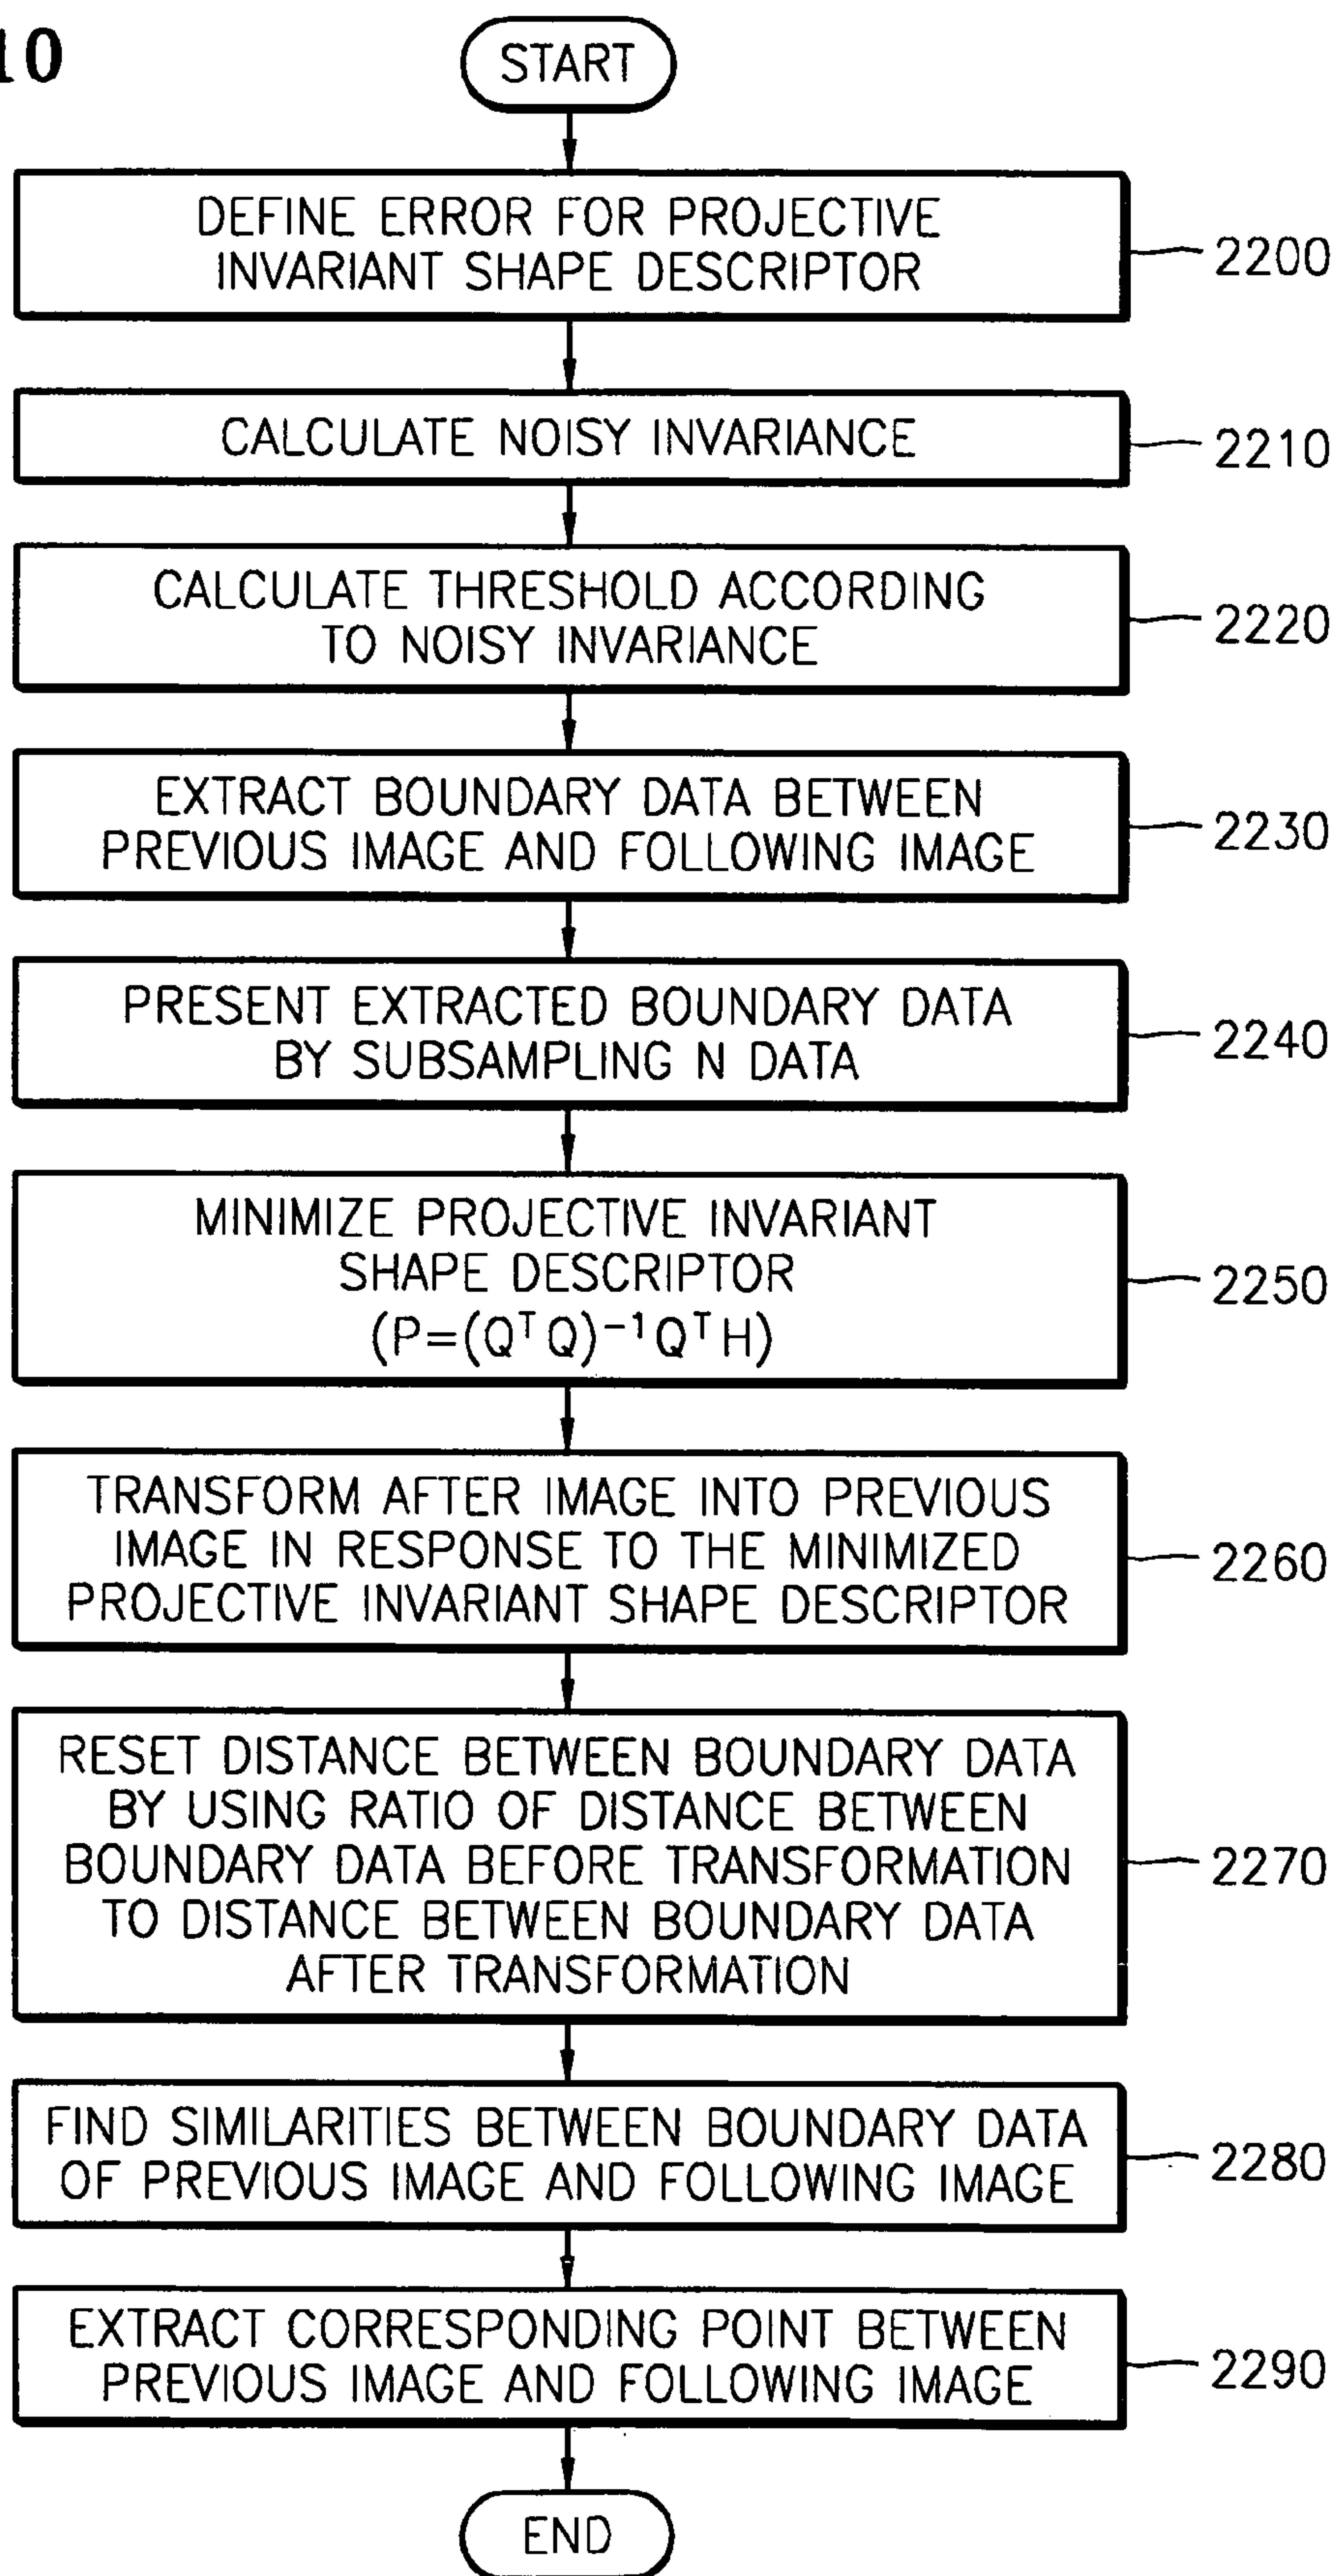 10
START
DEFINE ERROR FOR PROJECTIVE
INVARIANT SHAPE DESCRIPTOR
2200
CALCULATE NOISY INVARIANCE
2210
CALCULATE THRESHOLD ACCORDING
TO NOISY INVARIANCE
2220
EXTRACT BOUNDARY DATA BETWEEN
PREVIOUS IMAGE AND FOLLOWING IMAGE
2230
PRESENT EXTRACTED BOUNDARY DATA
BY SUBSAMPLING N DATA
2240
MINIMIZE PROJECTIVE INVARIANT
SHAPE DESCRIPTOR
(P=(QᵀQ)⁻¹QᵀH)
2250
TRANSFORM AFTER IMAGE INTO PREVIOUS
IMAGE IN RESPONSE TO THE MINIMIZED
PROJECTIVE INVARIANT SHAPE DESCRIPTOR
2260
RESET DISTANCE BETWEEN BOUNDARY DATA
BY USING RATIO OF DISTANCE BETWEEN
BOUNDARY DATA BEFORE TRANSFORMATION
TO DISTANCE BETWEEN BOUNDARY DATA
AFTER TRANSFORMATION
2270
FIND SIMILARITIES BETWEEN BOUNDARY DATA
OF PREVIOUS IMAGE AND FOLLOWING IMAGE
2280
EXTRACT CORRESPONDING POINT BETWEEN
PREVIOUS IMAGE AND FOLLOWING IMAGE
2290
END